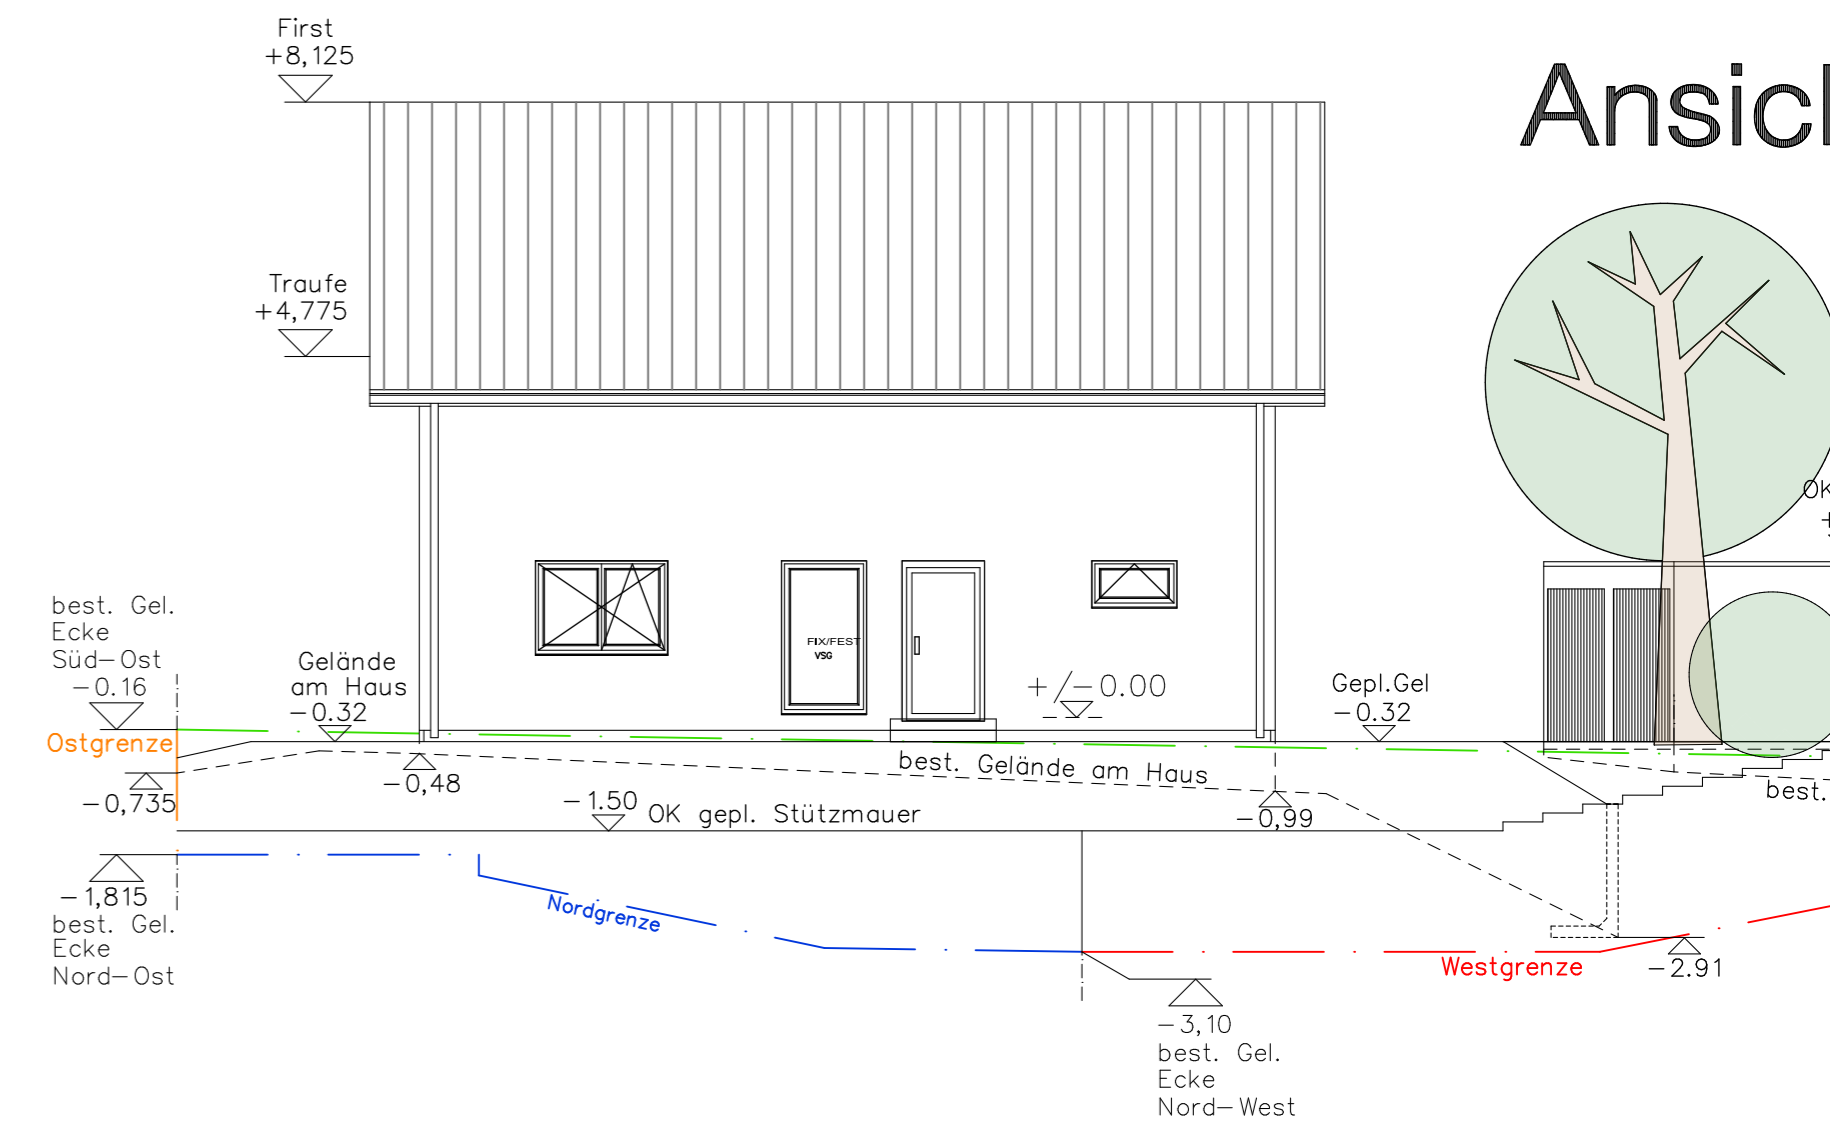 First
+8,125
Ansic
Traufe
+4,775
OK
best. Gel.
Ecke
Süd-Ost
-0.16
Gelände
am Haus
-0.32
FIX/FEST
VSG
+/-0.00
Gepl.Gel
-0.32
Ostgrenze
-0,735
-0,48
best. Gelände am Haus
-1.50
OK gepl. Stützmauer
-0,99
best.
-1,815
best. Gel.
Ecke
Nord-Ost
Nordgrenze
Westgrenze
-2.91
-3,10
best. Gel.
Ecke
Nord-West